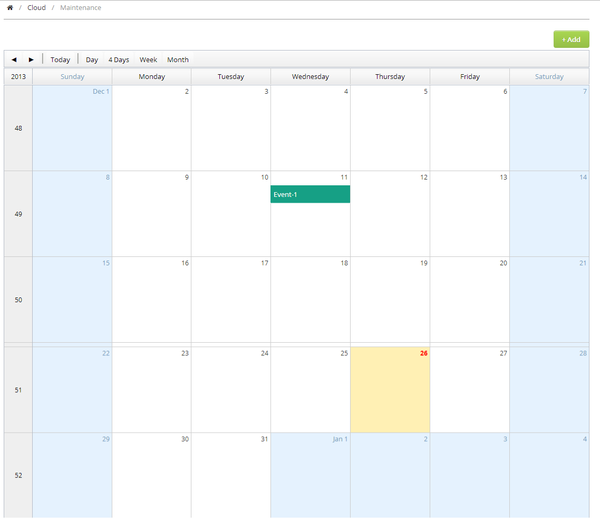 / Cloud / Maintenance
+ Add
◄ ► Today Day 4 Days Week Month
2013 Sunday Monday Tuesday Wednesday Thursday Friday Saturday
Dec 1 2 3 4 5 6 7
48
8 9 10 11 12 13 14
Event-1
49
15 16 17 18 19 20 21
50
22 23 24 25 26 27 28
51
29 30 31 Jan 1 2 3 4
52